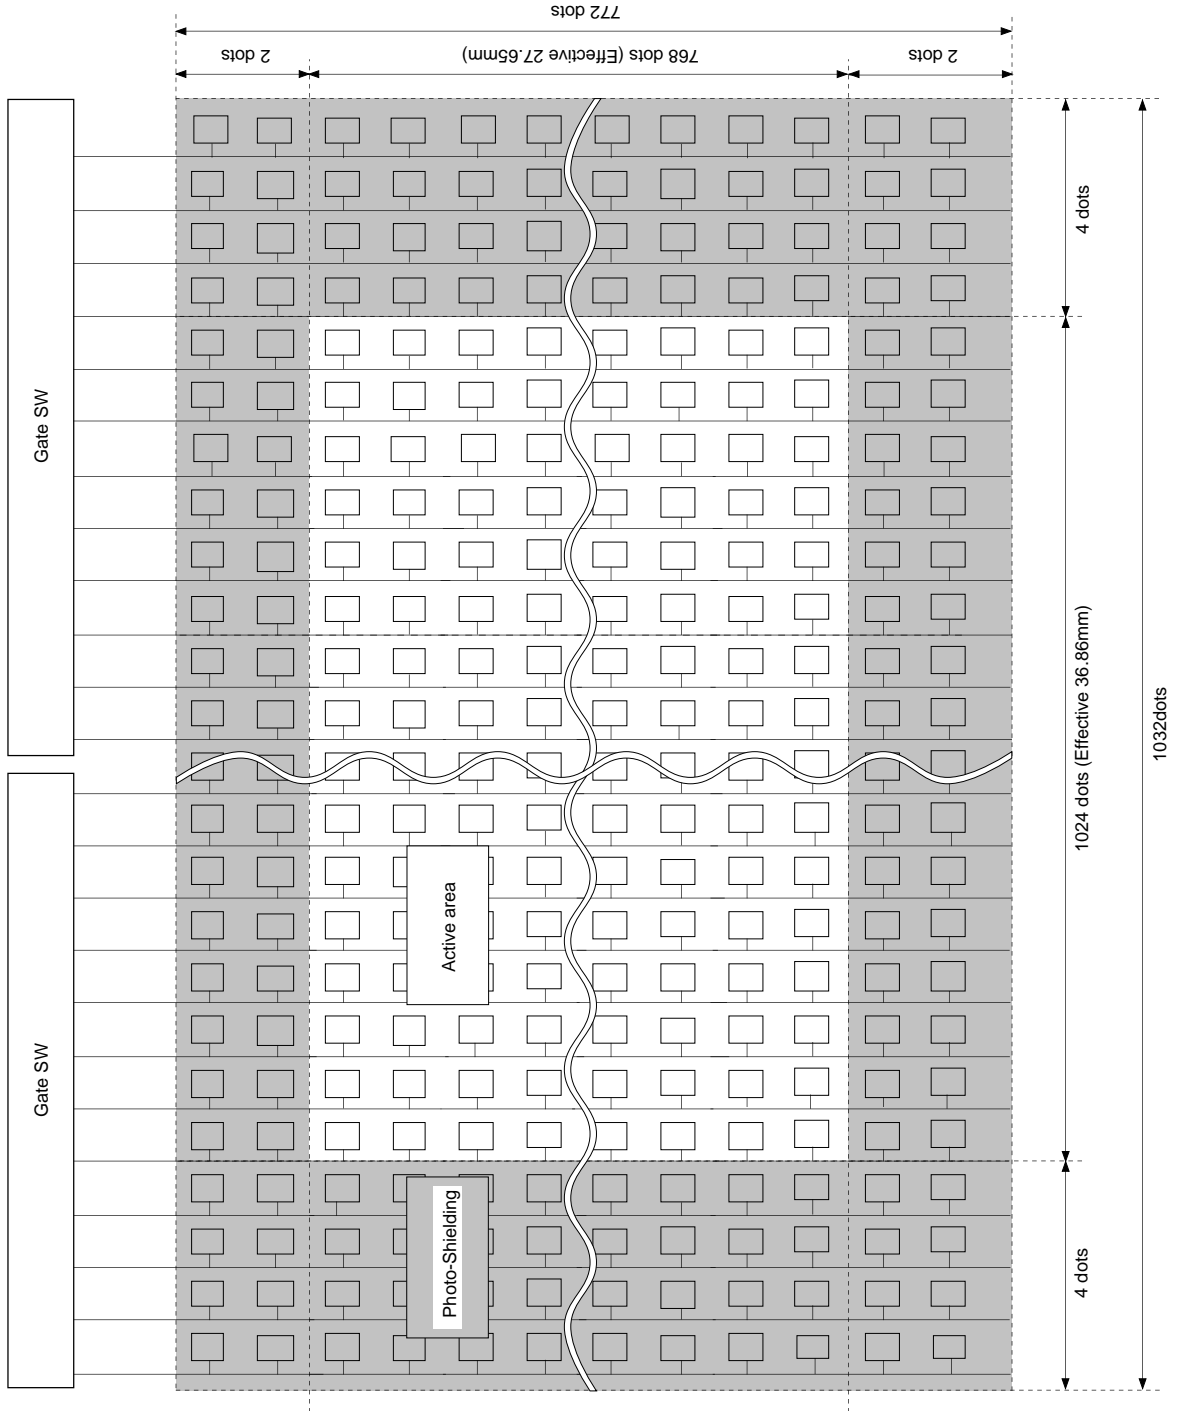 772 dots
2 dots
768 dots (Effective 27.65mm)
2 dots
Gate SW
Gate SW
4 dots
1024 dots (Effective 36.86mm)
4 dots
1032dots
Active area
Photo-Shielding